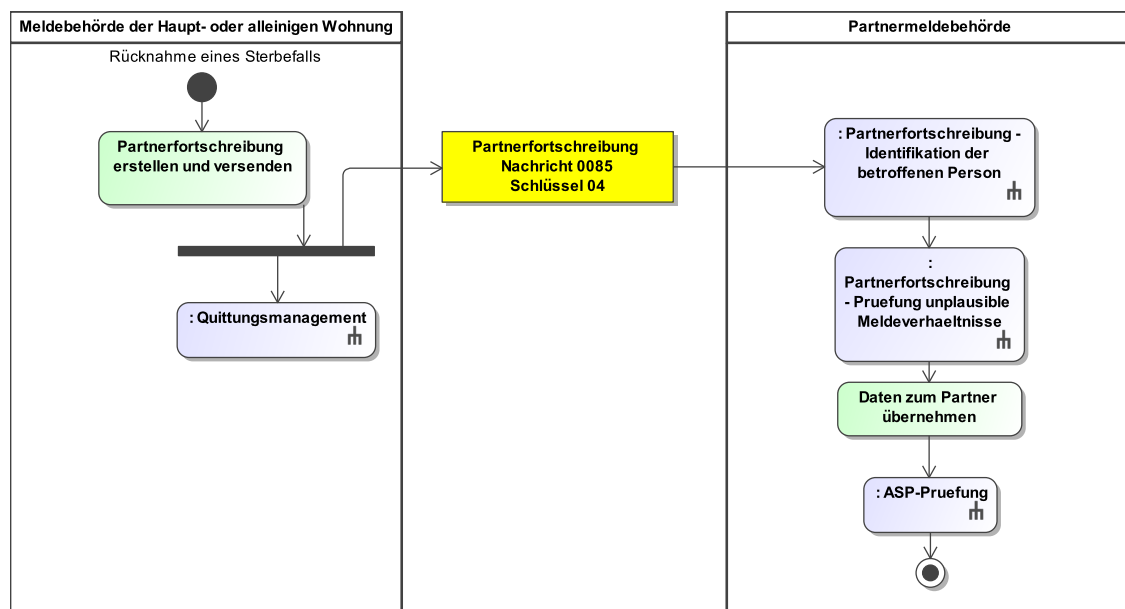 Meldebehörde der Haupt- oder alleinigen Wohnung
Rücknahme eines Sterbefalls
Partnerfortschreibung
erstellen und versenden
: Quittungsmanagement
Partnerfortschreibung
Nachricht 0085
Schlüssel 04
Partnermeldebehörde
: Partnerfortschreibung -
Identifikation der
betroffenen Person
:
Partnerfortschreibung
- Pruefung unplausible
Meldeverhaeltnisse
Daten zum Partner
übernehmen
: ASP-Pruefung